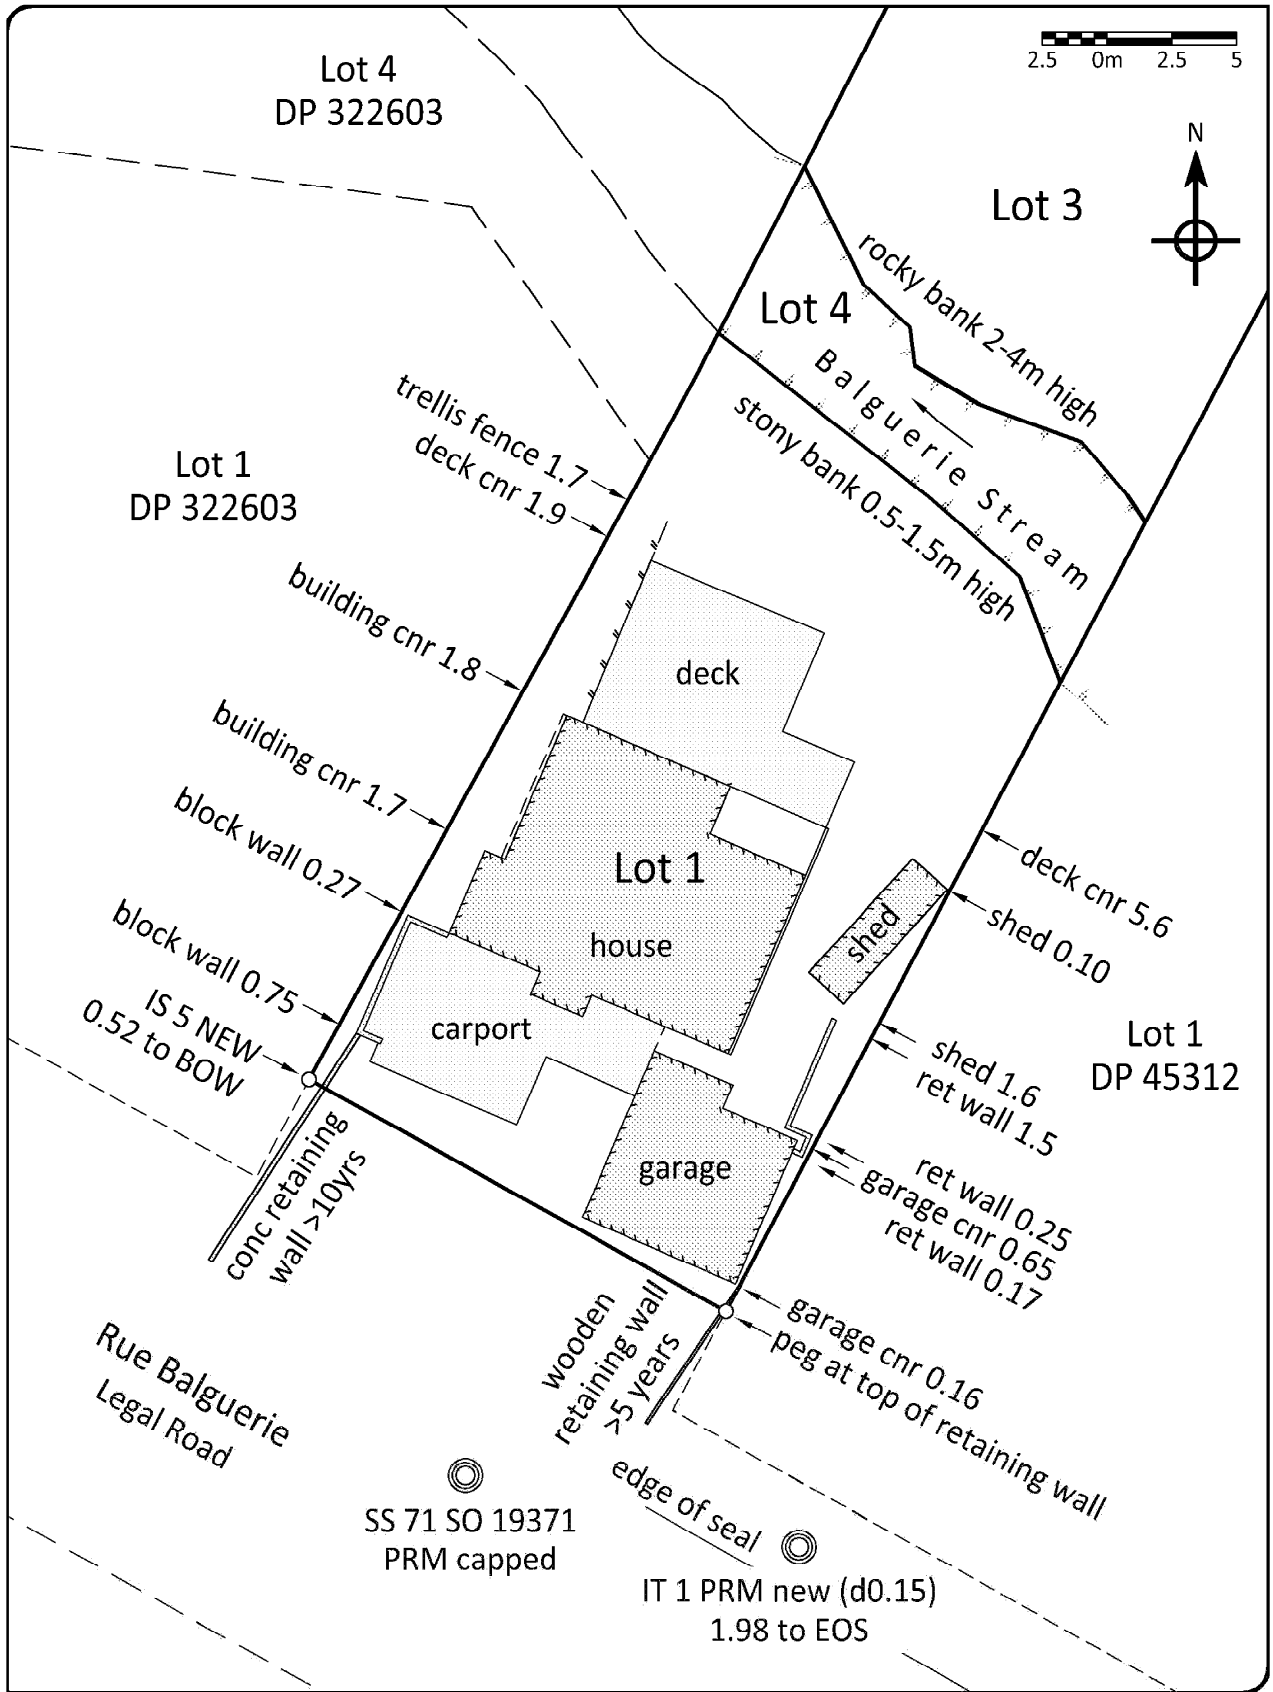 2.5 0m 2.5 5
Lot 4
DP 322603
N
Lot 3
rocky bank 2-4m high
Lot 4
Balguerie Stream
stony bank 0.5-1.5m high
trellis fence 1.7
deck cnr 1.9
Lot 1
DP 322603
building cnr 1.8
deck
building cnr 1.7
block wall 0.27
Lot 1
house
shed
deck cnr 5.6
shed 0.10
block wall 0.75
IS 5 NEW
0.52 to BOW
carport
Lot 1
DP 45312
shed 1.6
ret wall 1.5
conc retaining
wall >10yrs
garage
ret wall 0.25
garage cnr 0.65
ret wall 0.17
garage cnr 0.16
peg at top of retaining wall
wooden
retaining wall
>5 years
Rue Balguerie
Legal Road
edge of seal
SS 71 SO 19371
PRM capped
IT 1 PRM new (d0.15)
1.98 to EOS